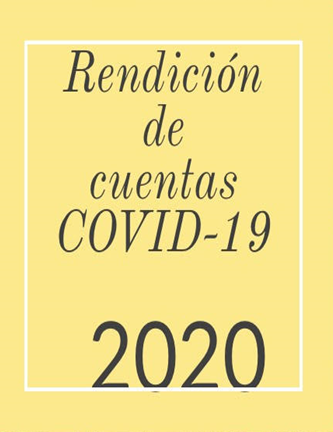 Rendición
de
cuentas
COVID-19
2020